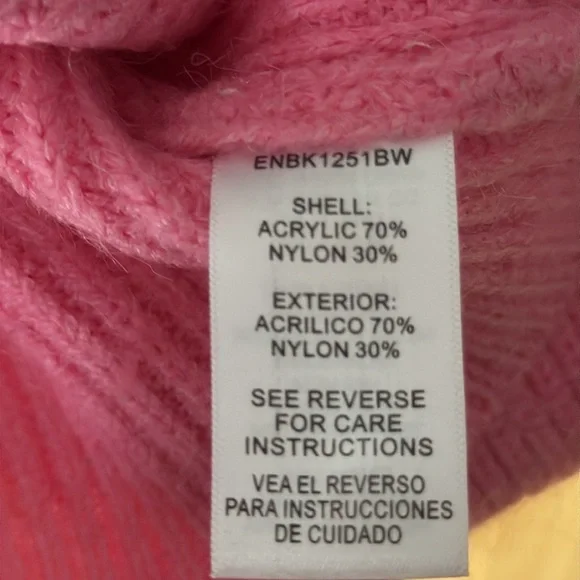 ENBK1251BW
SHELL:
ACRYLIC 70%
NYLON 30%
EXTERIOR:
ACRILICO 70%
NYLON 30%
SEE REVERSE
FOR CARE
INSTRUCTIONS
VEA EL REVERSO
PARA INSTRUCCIONES
DE CUIDADO